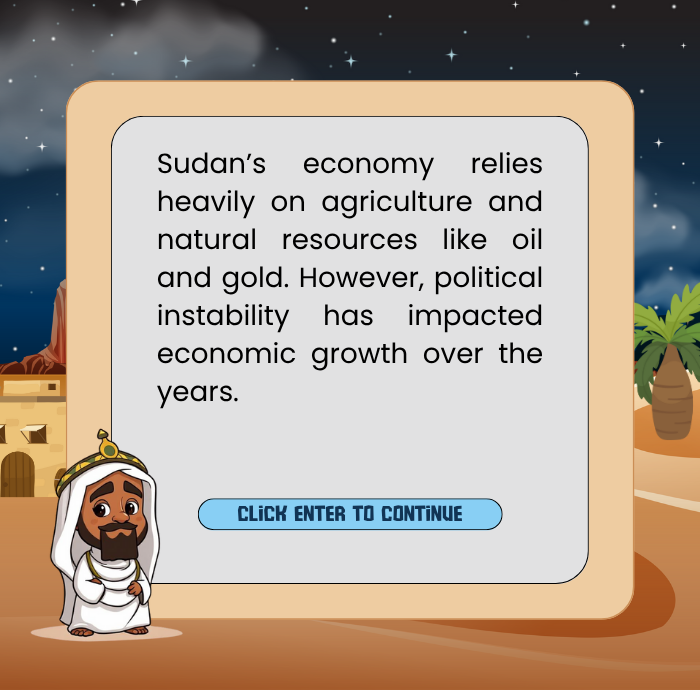 Sudan’s economy relies
heavily on agriculture and
natural resources like oil
and gold. However, political
instability has impacted
economic growth over the
years.
CLICK ENTER TO CONTINUE